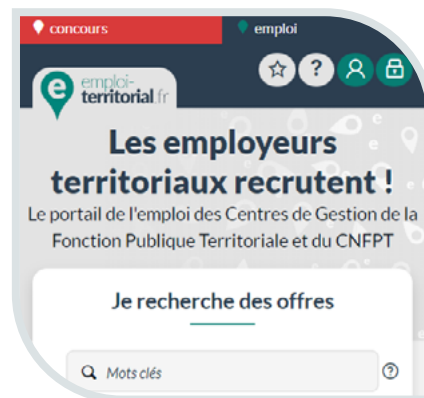 concours
emploi
emploi-
territorial.fr
Les employeurs
territoriaux recrutent !
Le portail de l'emploi des Centres de Gestion de la
Fonction Publique Territoriale et du CNFPT
Je recherche des offres
Mots clés